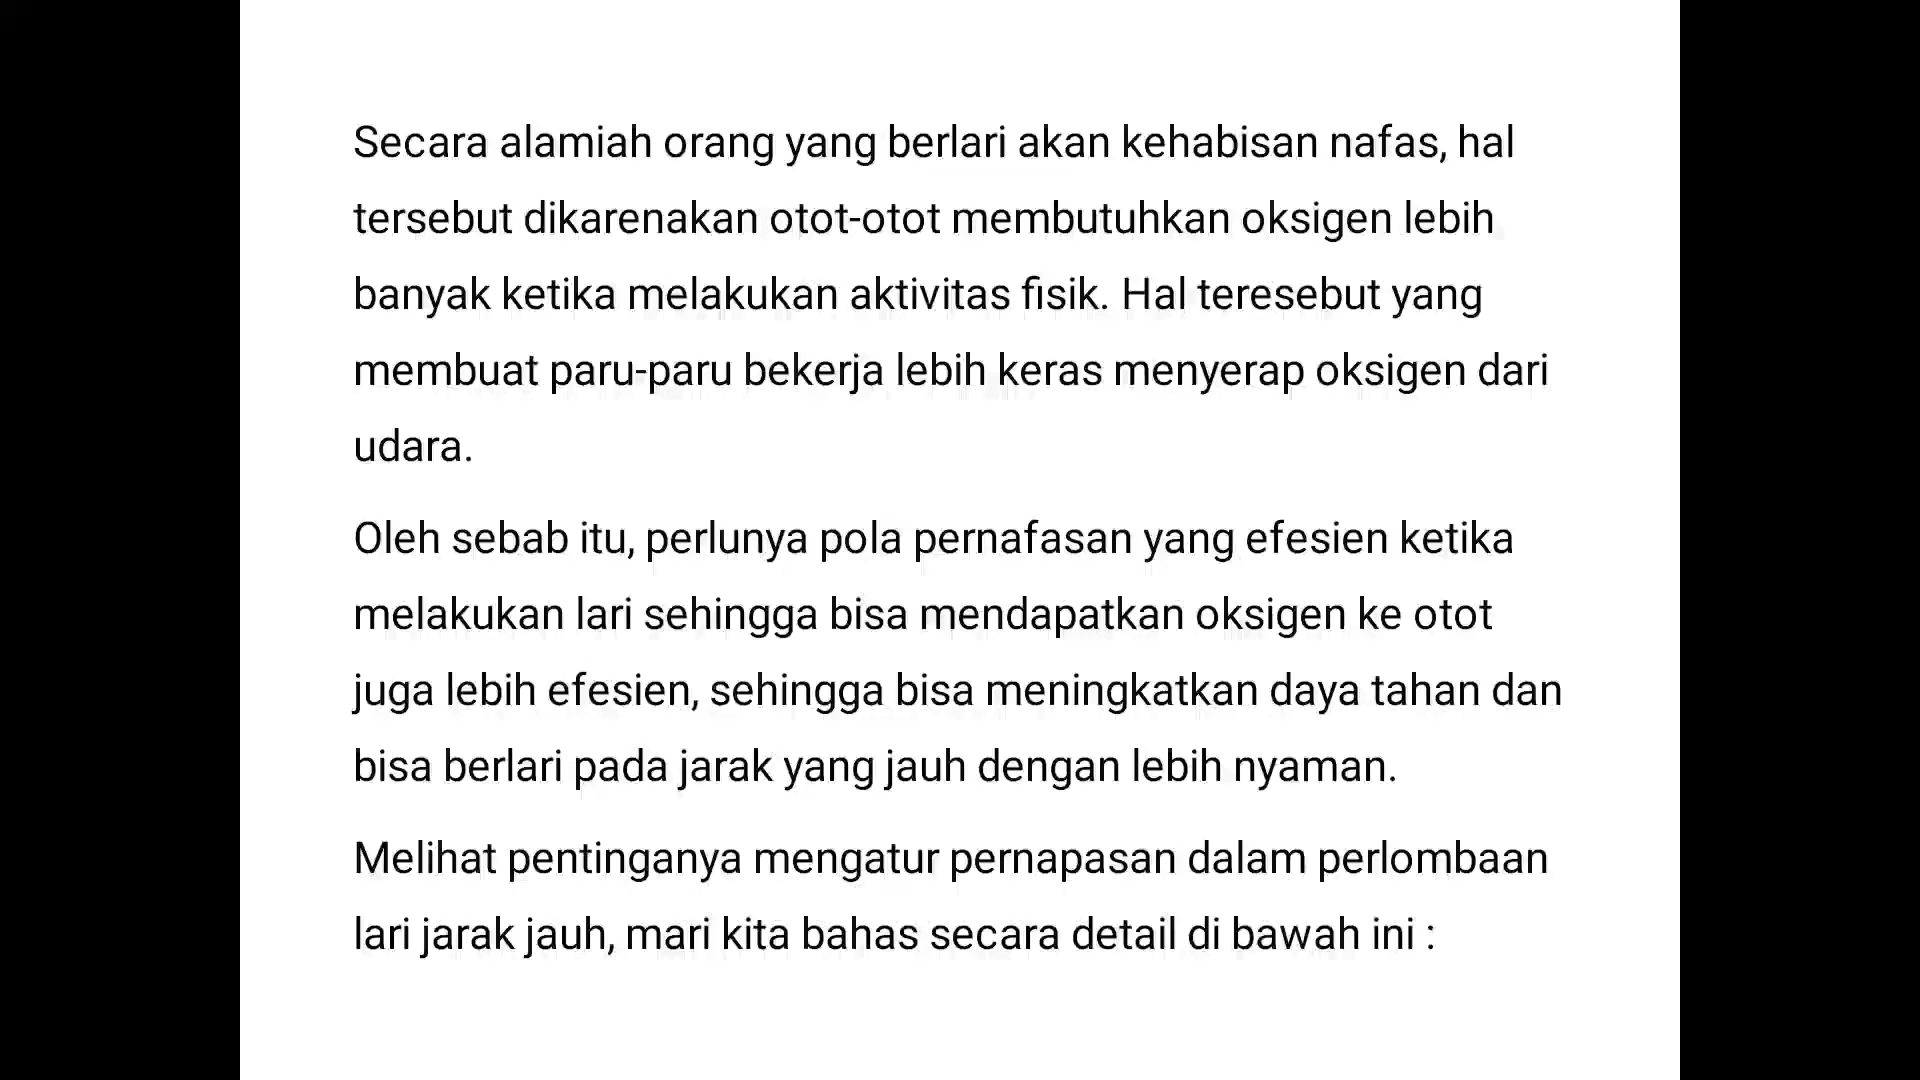 Secara alamiah orang yang berlari akan kehabisan nafas, hal
tersebut dikarenakan otot-otot membutuhkan oksigen lebih
banyak ketika melakukan aktivitas fisik. Hal teresebut yang
membuat paru-paru bekerja lebih keras menyerap oksigen dari
udara.
Oleh sebab itu, perlunya pola pernafasan yang efesien ketika
melakukan lari sehingga bisa mendapatkan oksigen ke otot
juga lebih efesien, sehingga bisa meningkatkan daya tahan dan
bisa berlari pada jarak yang jauh dengan lebih nyaman.
Melihat pentinganya mengatur pernapasan dalam perlombaan
lari jarak jauh, mari kita bahas secara detail di bawah ini :